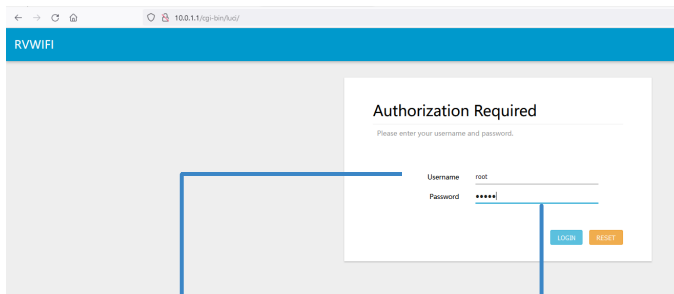 10.0.1.1/cgi-bin/luo/
RVWIFI
Authorization Required
Please enter your username and password.
Username root
Password •••••
LOGIN RESET